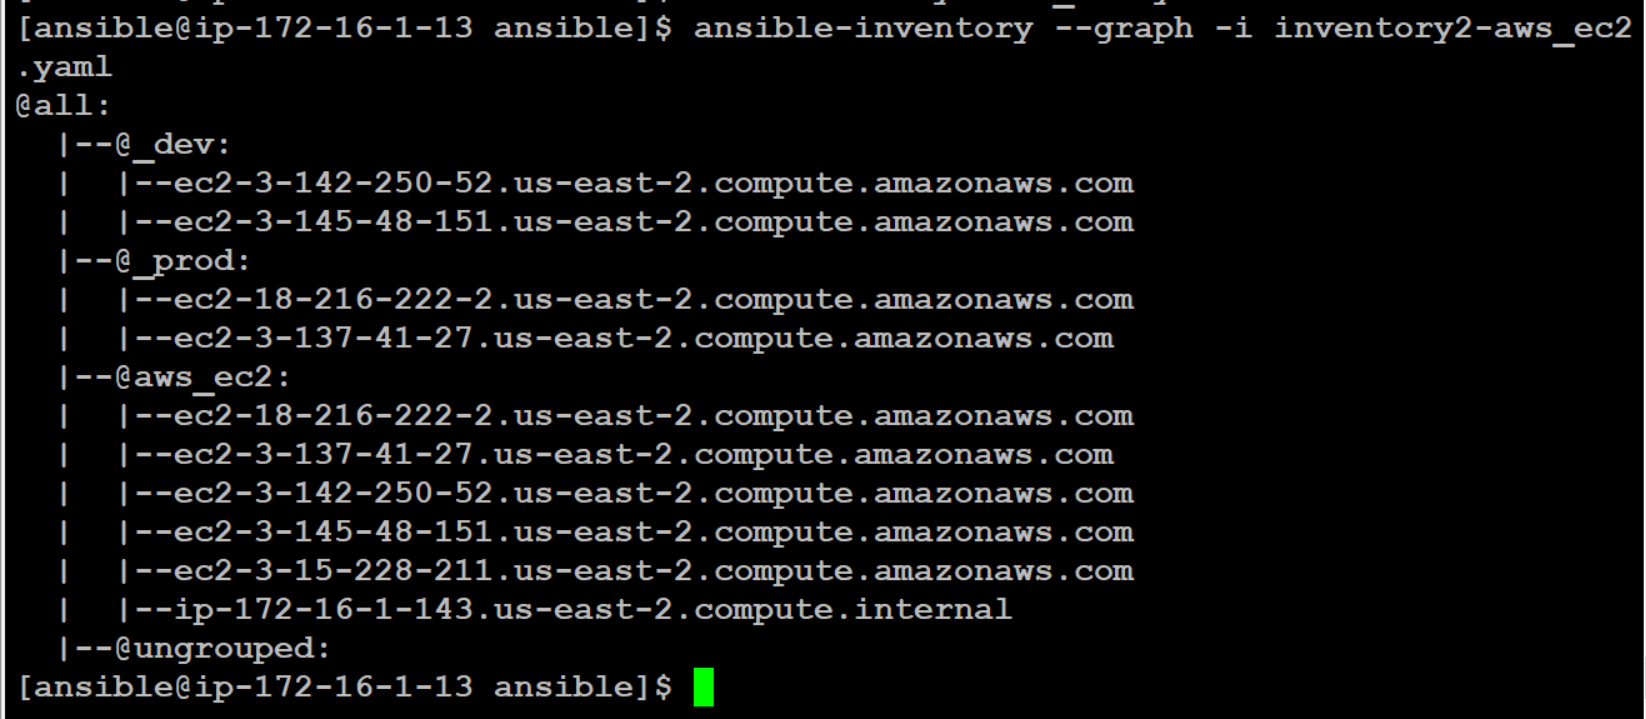 [ansible@ip-172-16-1-13 ansible]$ ansible-inventory --graph -i inventory2-aws_ec2
.yaml
@all:
  |--@_dev:
  |  |--ec2-3-142-250-52.us-east-2.compute.amazonaws.com
  |  |--ec2-3-145-48-151.us-east-2.compute.amazonaws.com
  |--@_prod:
  |  |--ec2-18-216-222-2.us-east-2.compute.amazonaws.com
  |  |--ec2-3-137-41-27.us-east-2.compute.amazonaws.com
  |--@aws_ec2:
  |  |--ec2-18-216-222-2.us-east-2.compute.amazonaws.com
  |  |--ec2-3-137-41-27.us-east-2.compute.amazonaws.com
  |  |--ec2-3-142-250-52.us-east-2.compute.amazonaws.com
  |  |--ec2-3-145-48-151.us-east-2.compute.amazonaws.com
  |  |--ec2-3-15-228-211.us-east-2.compute.amazonaws.com
  |  |--ip-172-16-1-143.us-east-2.compute.internal
  |--@ungrouped:
[ansible@ip-172-16-1-13 ansible]$